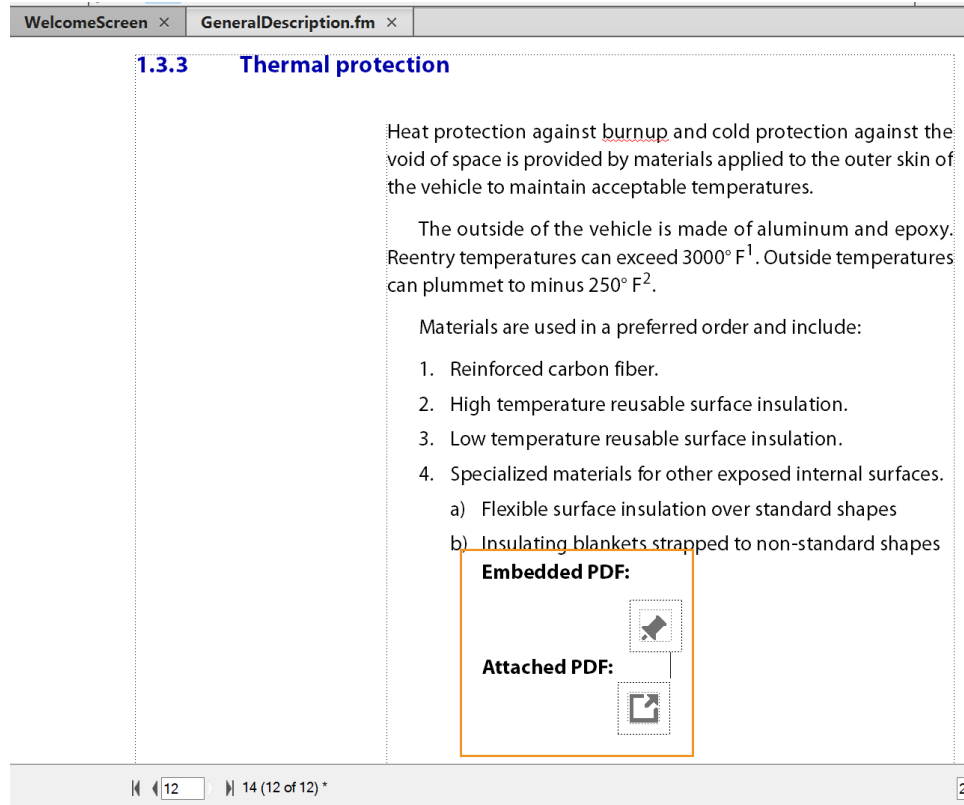 WelcomeScreen ×
GeneralDescription.fm ×
1.3.3 Thermal protection
Heat protection against burnup and cold protection against the
void of space is provided by materials applied to the outer skin of
the vehicle to maintain acceptable temperatures.
The outside of the vehicle is made of aluminum and epoxy.
Reentry temperatures can exceed 3000° F1. Outside temperatures
can plummet to minus 250° F2.
Materials are used in a preferred order and include:
1. Reinforced carbon fiber.
2. High temperature reusable surface insulation.
3. Low temperature reusable surface insulation.
4. Specialized materials for other exposed internal surfaces.
a) Flexible surface insulation over standard shapes
b) Insulating blankets strapped to non-standard shapes
Embedded PDF:
Attached PDF:
12 14 (12 of 12) *